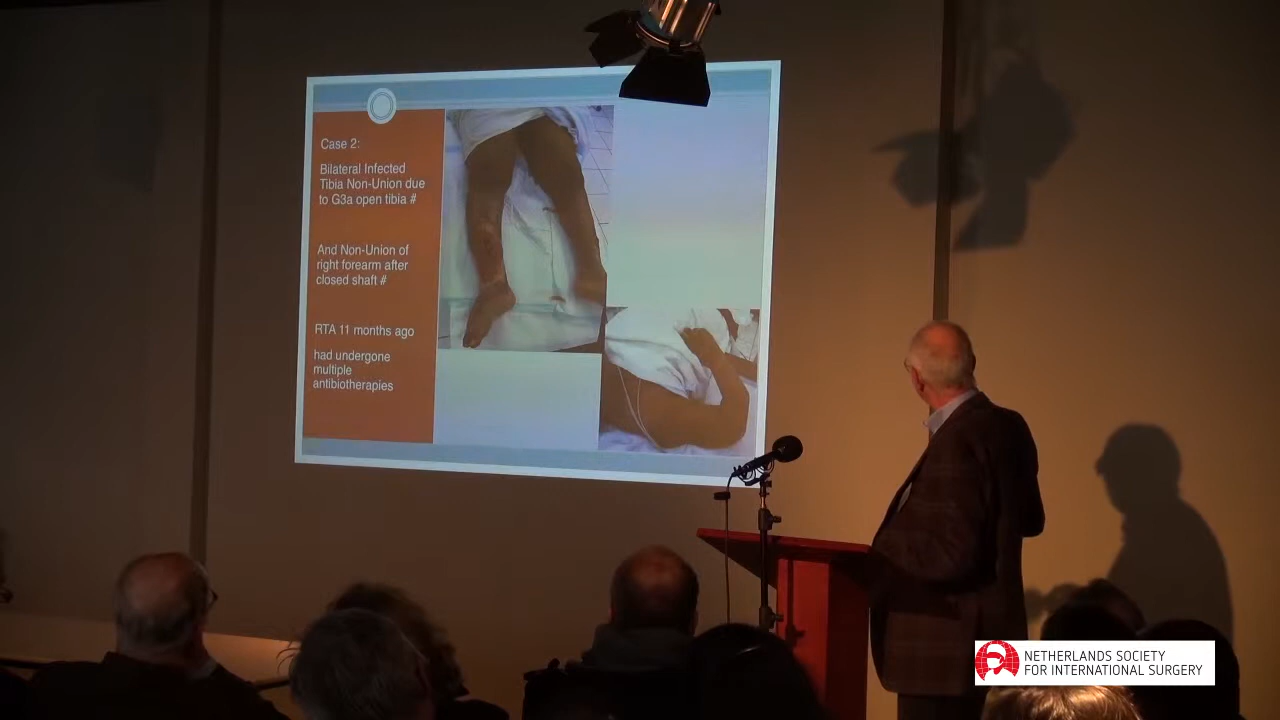 Case 2:
Bilateral Infected
Tibia Non-Union due
to G3a open tibia #
And Non-Union of
right forearm after
closed shaft #
RTA 11 months ago
had undergone
multiple
antibiotherapies
NETHERLANDS SOCIETY
FOR INTERNATIONAL SURGERY